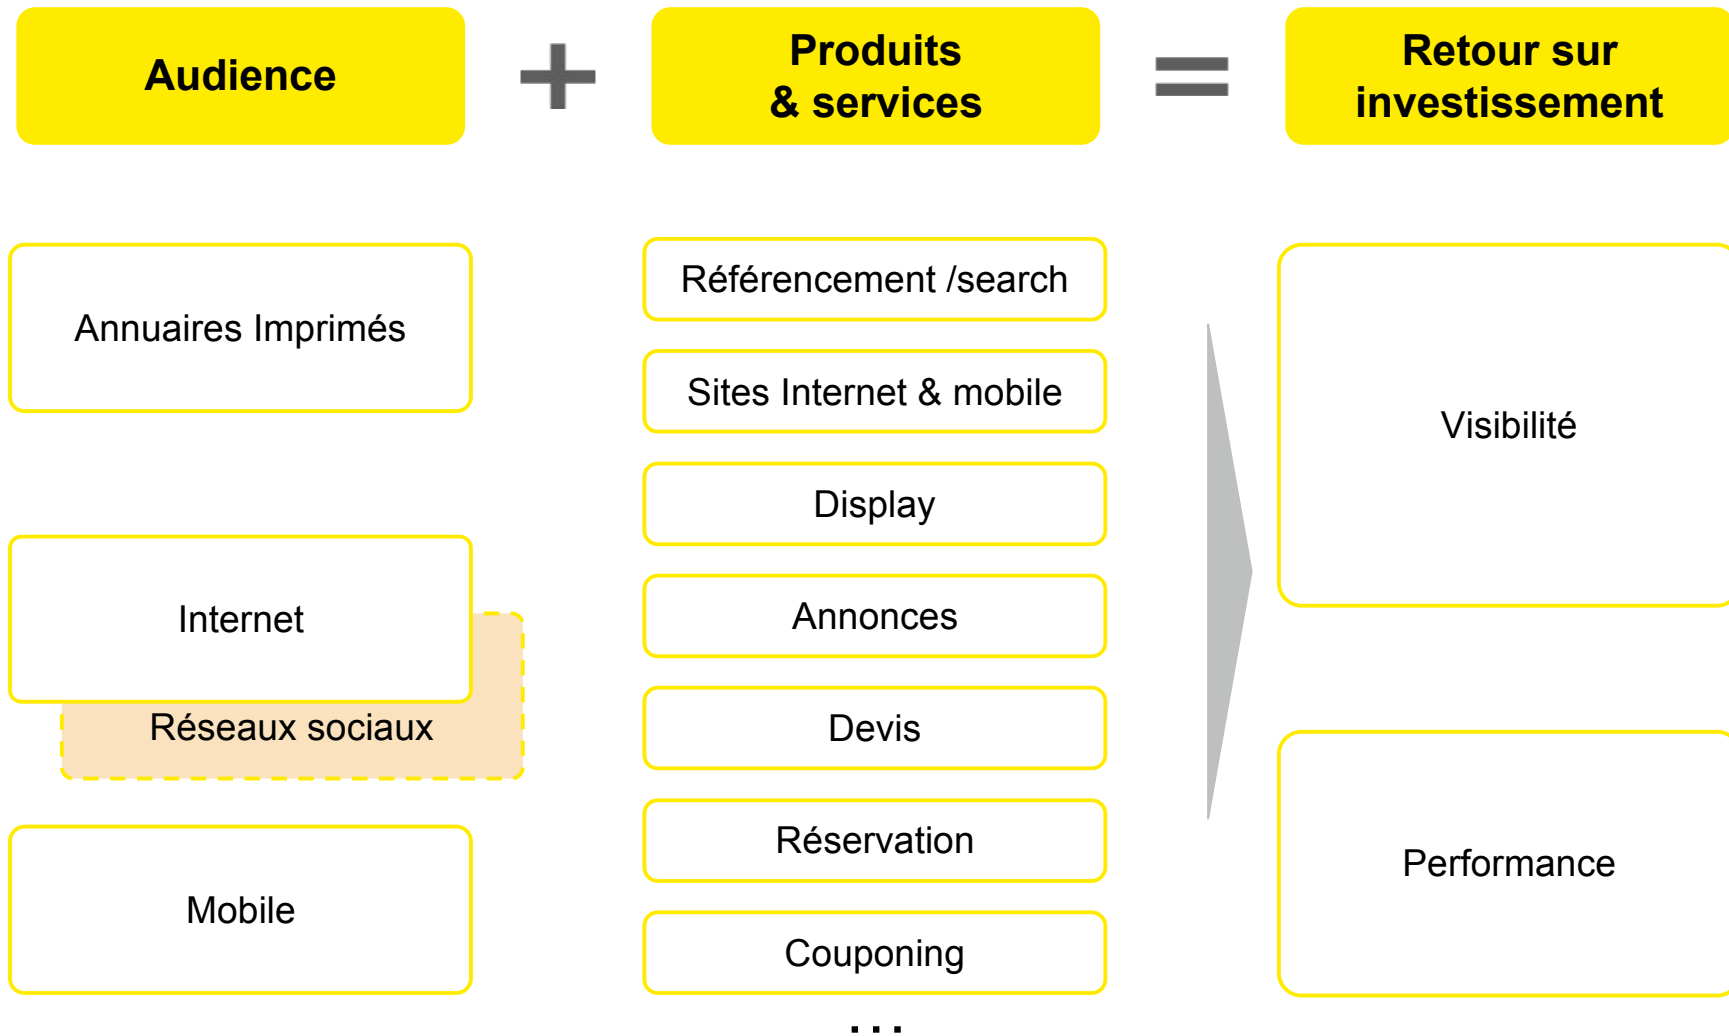 Audience
+
Produits
& services
=
Retour sur
investissement
Annuaires Imprimés
Internet
Réseaux sociaux
Mobile
Référencement /search
Sites Internet & mobile
Display
Annonces
Devis
Réservation
Couponing
...
Visibilité
Performance